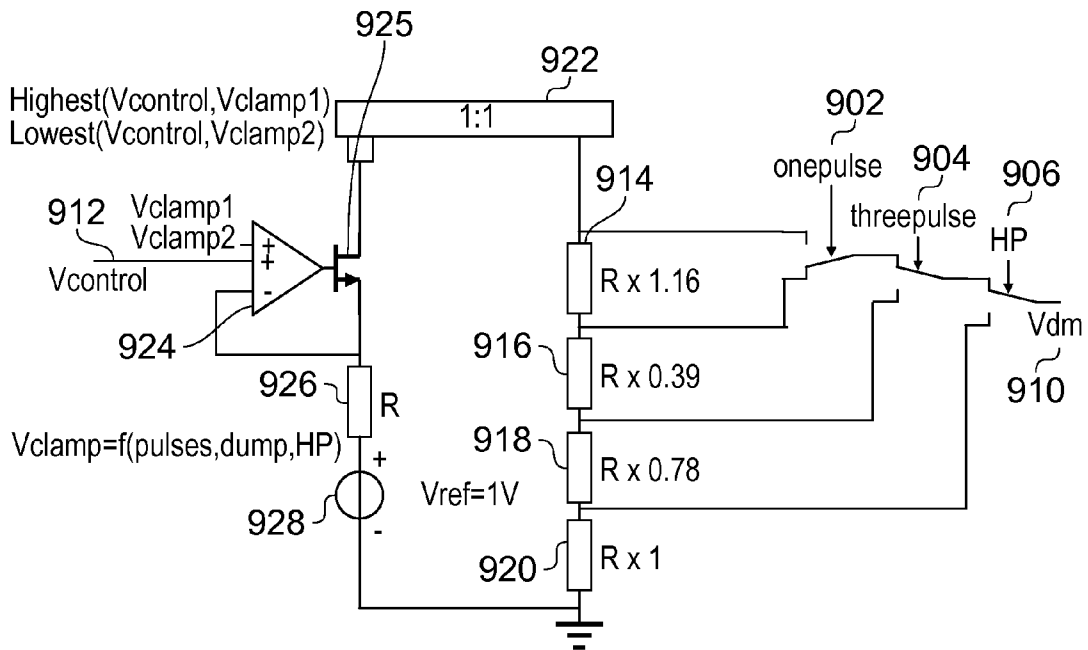 925
922
Highest(Vcontrol,Vclamp1)
Lowest(Vcontrol,Vclamp2)
1:1
902
onepulse
904
threepulse
906
HP
914
912
Vclamp1
Vclamp2
Vcontrol
+
+
-
924
R x 1.16
Vdm
910
916
R x 0.39
926
R
Vclamp=f(pulses,dump,HP)
+
928
-
Vref=1V
918
R x 0.78
920
R x 1